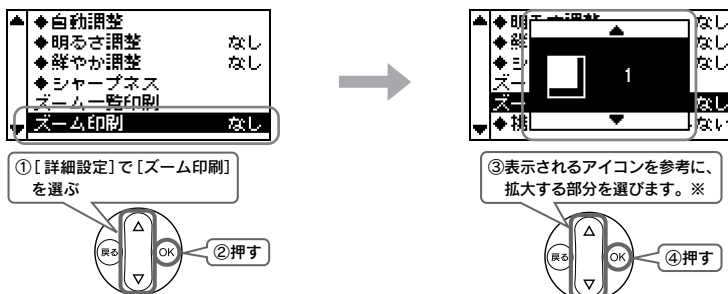 ◆自動調整
◆明るさ調整 なし
◆鮮やか調整 なし
◆シャープネス
ズーム一覧印刷
ズーム印刷 なし
①[詳細設定]で[ズーム印刷]
を選ぶ
戻る
OK
②押す
なし
なし
1
なし
③表示されるアイコンを参考に、
拡大する部分を選びます。※
戻る
OK
④押す